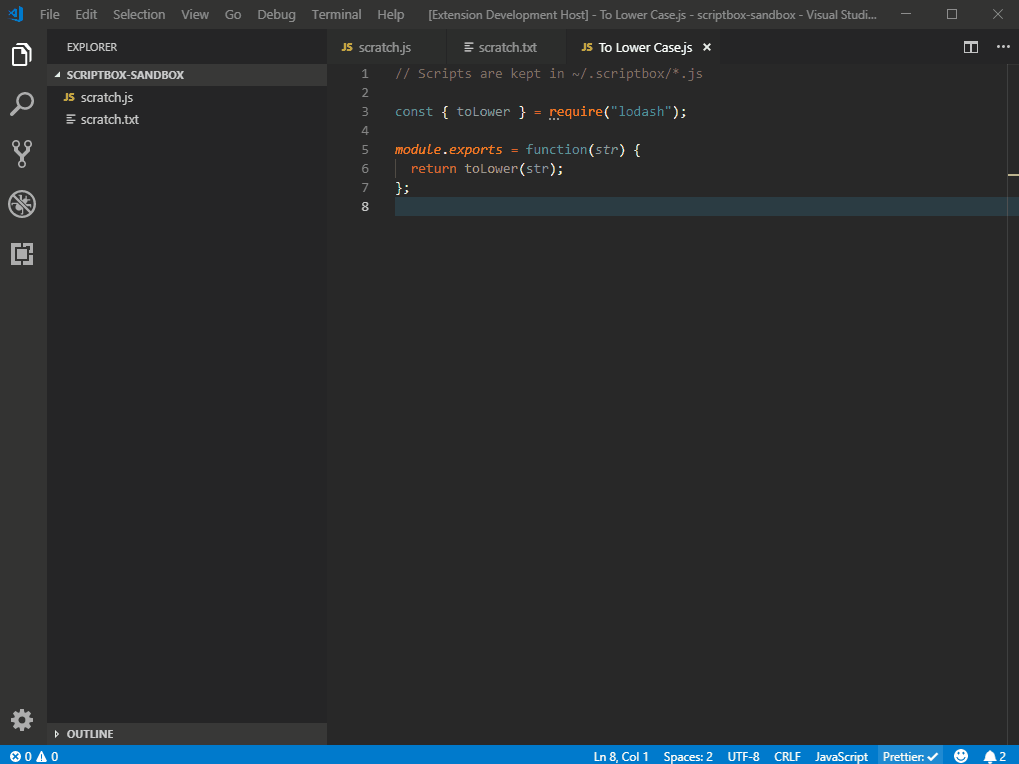 File Edit Selection View Go Debug Terminal Help [Extension Development Host] - To Lower Case.js - scriptbox-sandbox - Visual Studi...
EXPLORER
SCRIPTBOX-SANDBOX
JS scratch.js
scratch.txt
OUTLINE
JS scratch.js scratch.txt JS To Lower Case.js
1 // Scripts are kept in ~/.scriptbox/*.js
2
3 const { toLower } = require("lodash");
4
5 module.exports = function(str) {
6 return toLower(str);
7 };
8
0 0 Ln 8, Col 1 Spaces: 2 UTF-8 CRLF JavaScript Prettier: ✓ 2